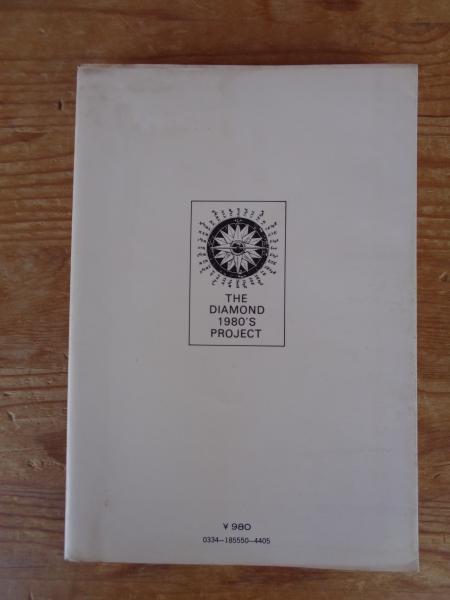 THE
DIAMOND
1980'S
PROJECT
¥980
0334—185550—4405